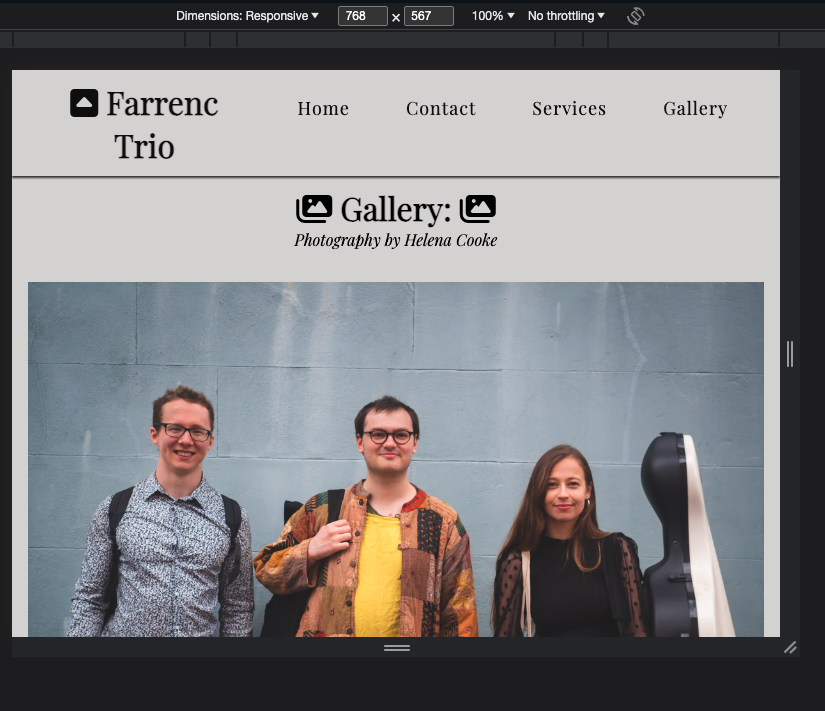 Dimensions: Responsive 768 × 567 100% No throttling
Farrenc
Trio
Home Contact Services Gallery
Gallery:
Photography by Helena Cooke